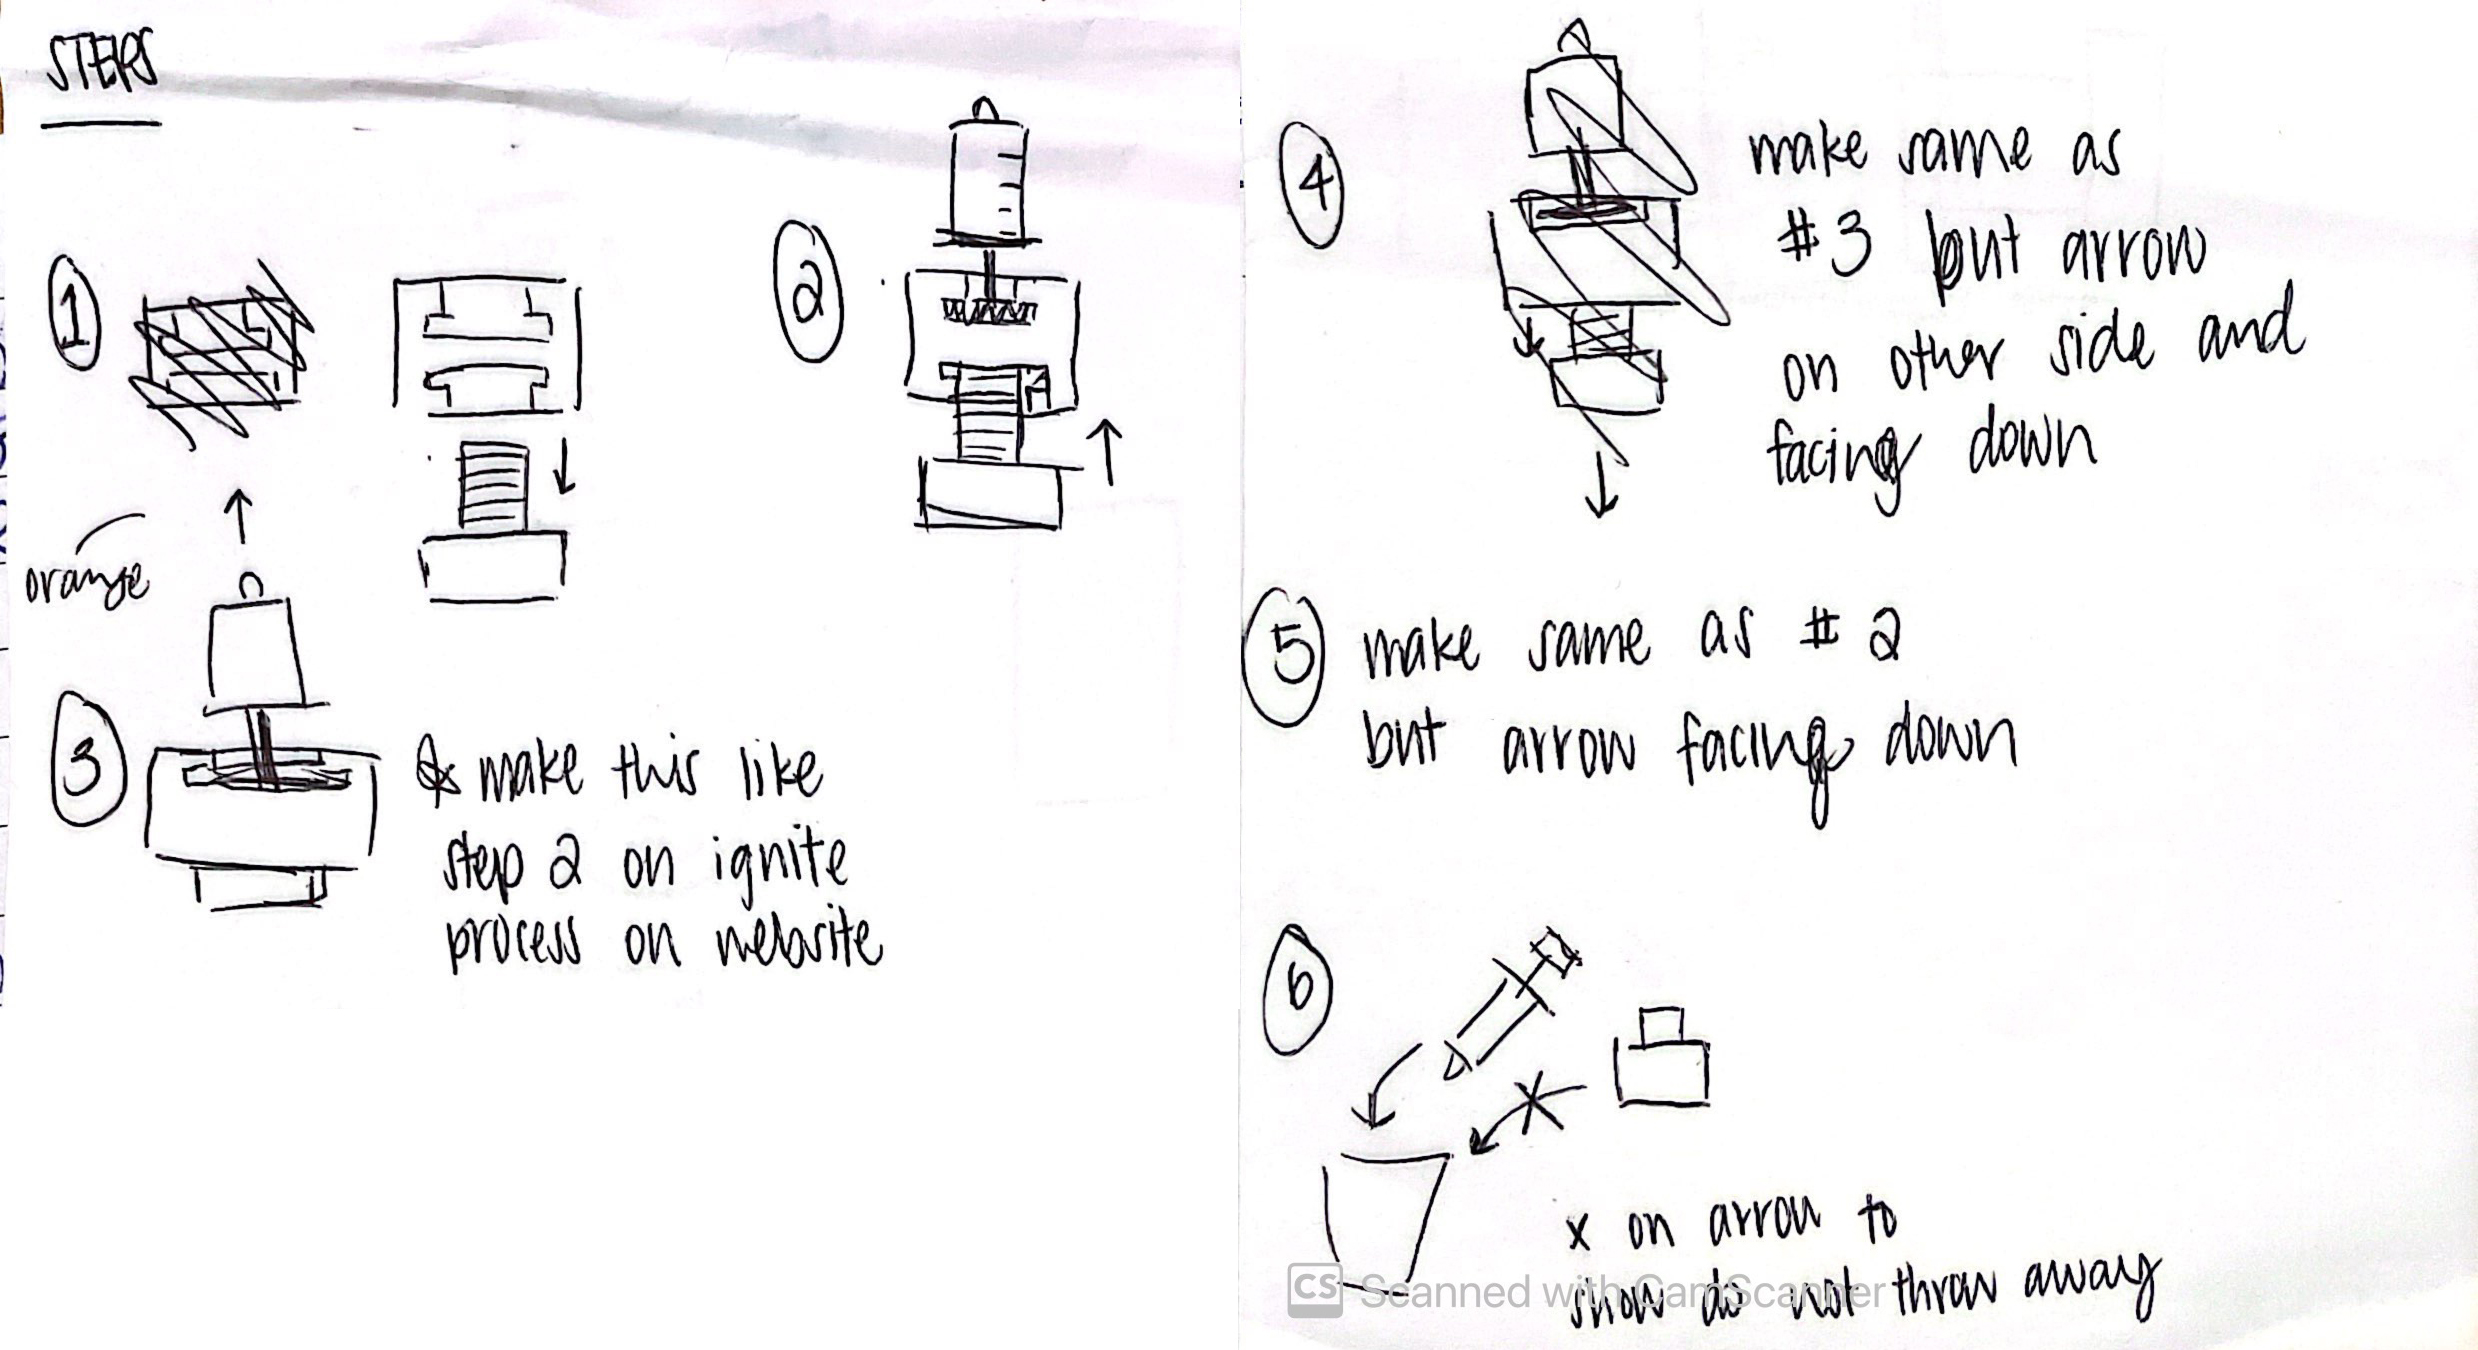 STEPS
1
2
orange
3
* make this like
step 2 on ignite
process on website
4
make same as
#3 but arrow
on other side and
facing down
5
make same as #2
but arrow facing down
6
x on arrow to
show do not throw away
CS Scanned with CamScanner